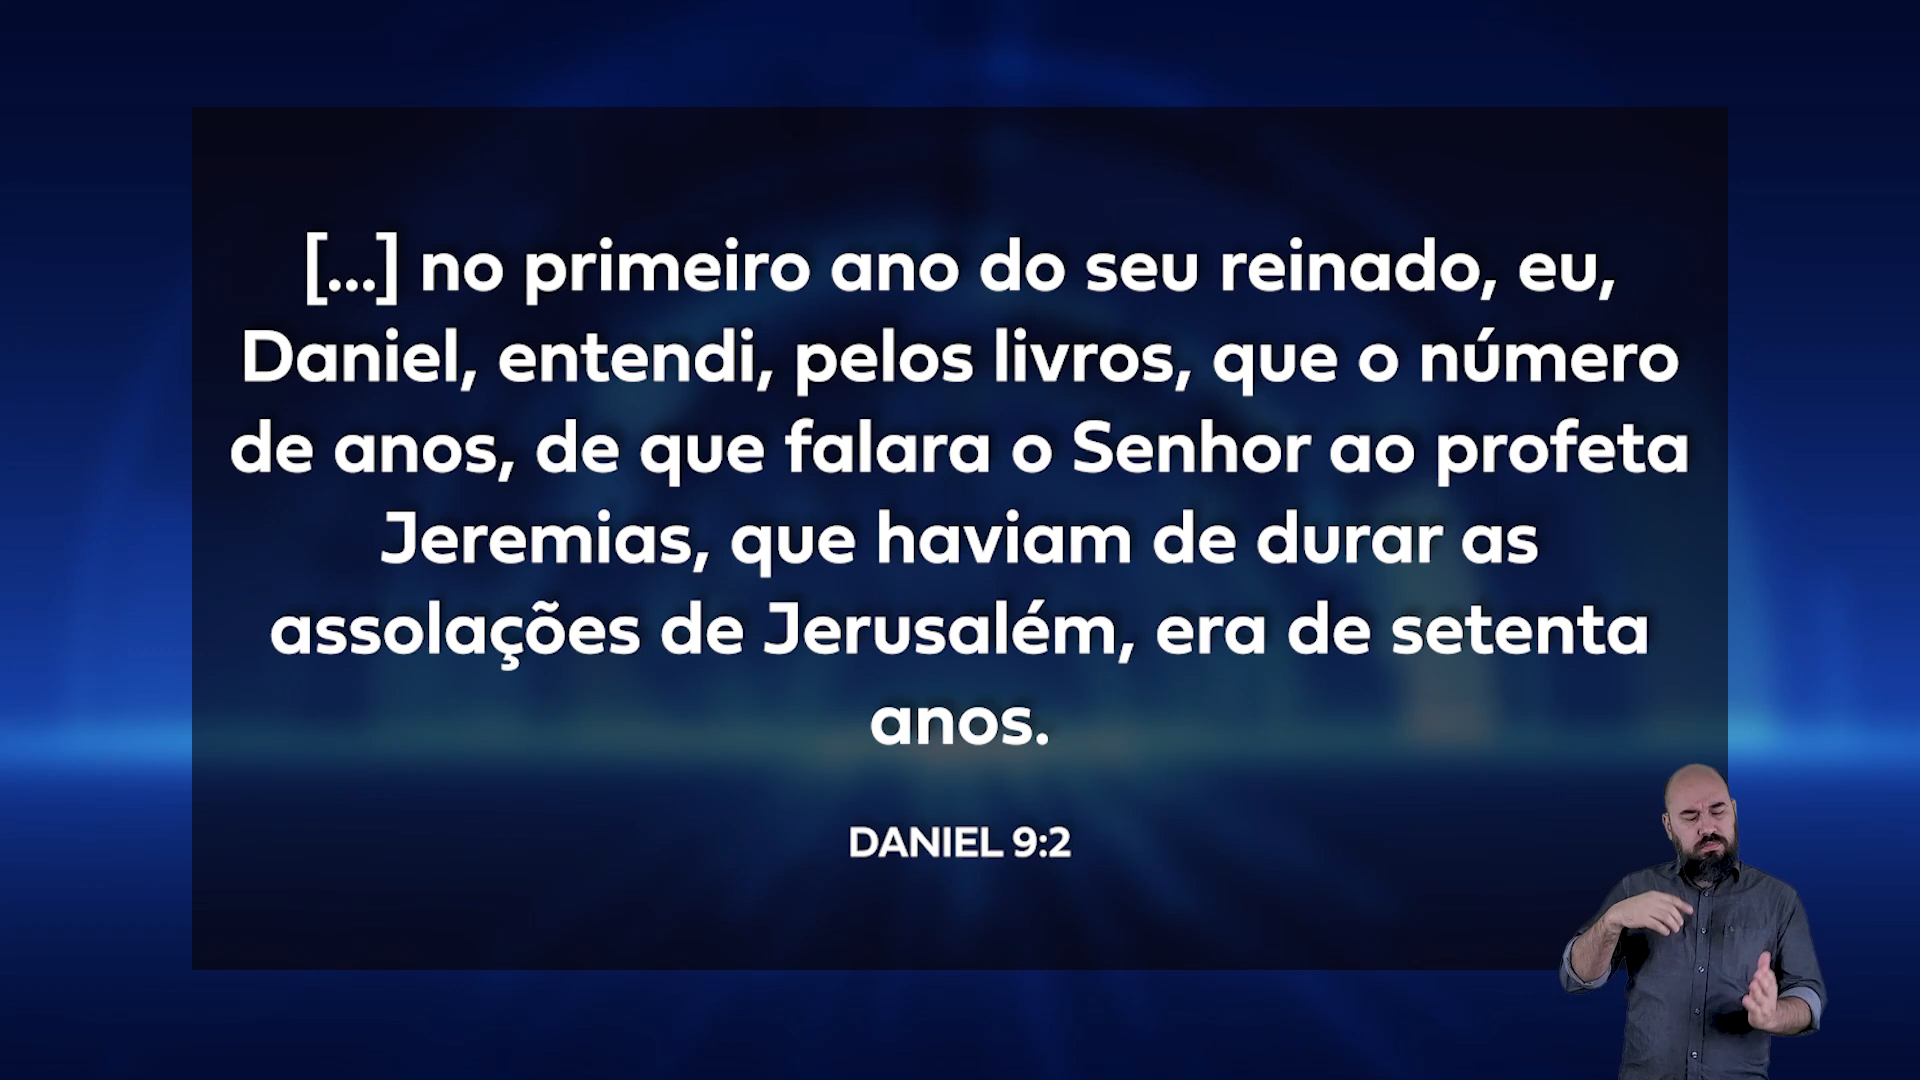 [...] no primeiro ano do seu reinado, eu,
Daniel, entendi, pelos livros, que o número
de anos, de que falara o Senhor ao profeta
Jeremias, que haviam de durar as
assolações de Jerusalém, era de setenta
anos.
DANIEL 9:2